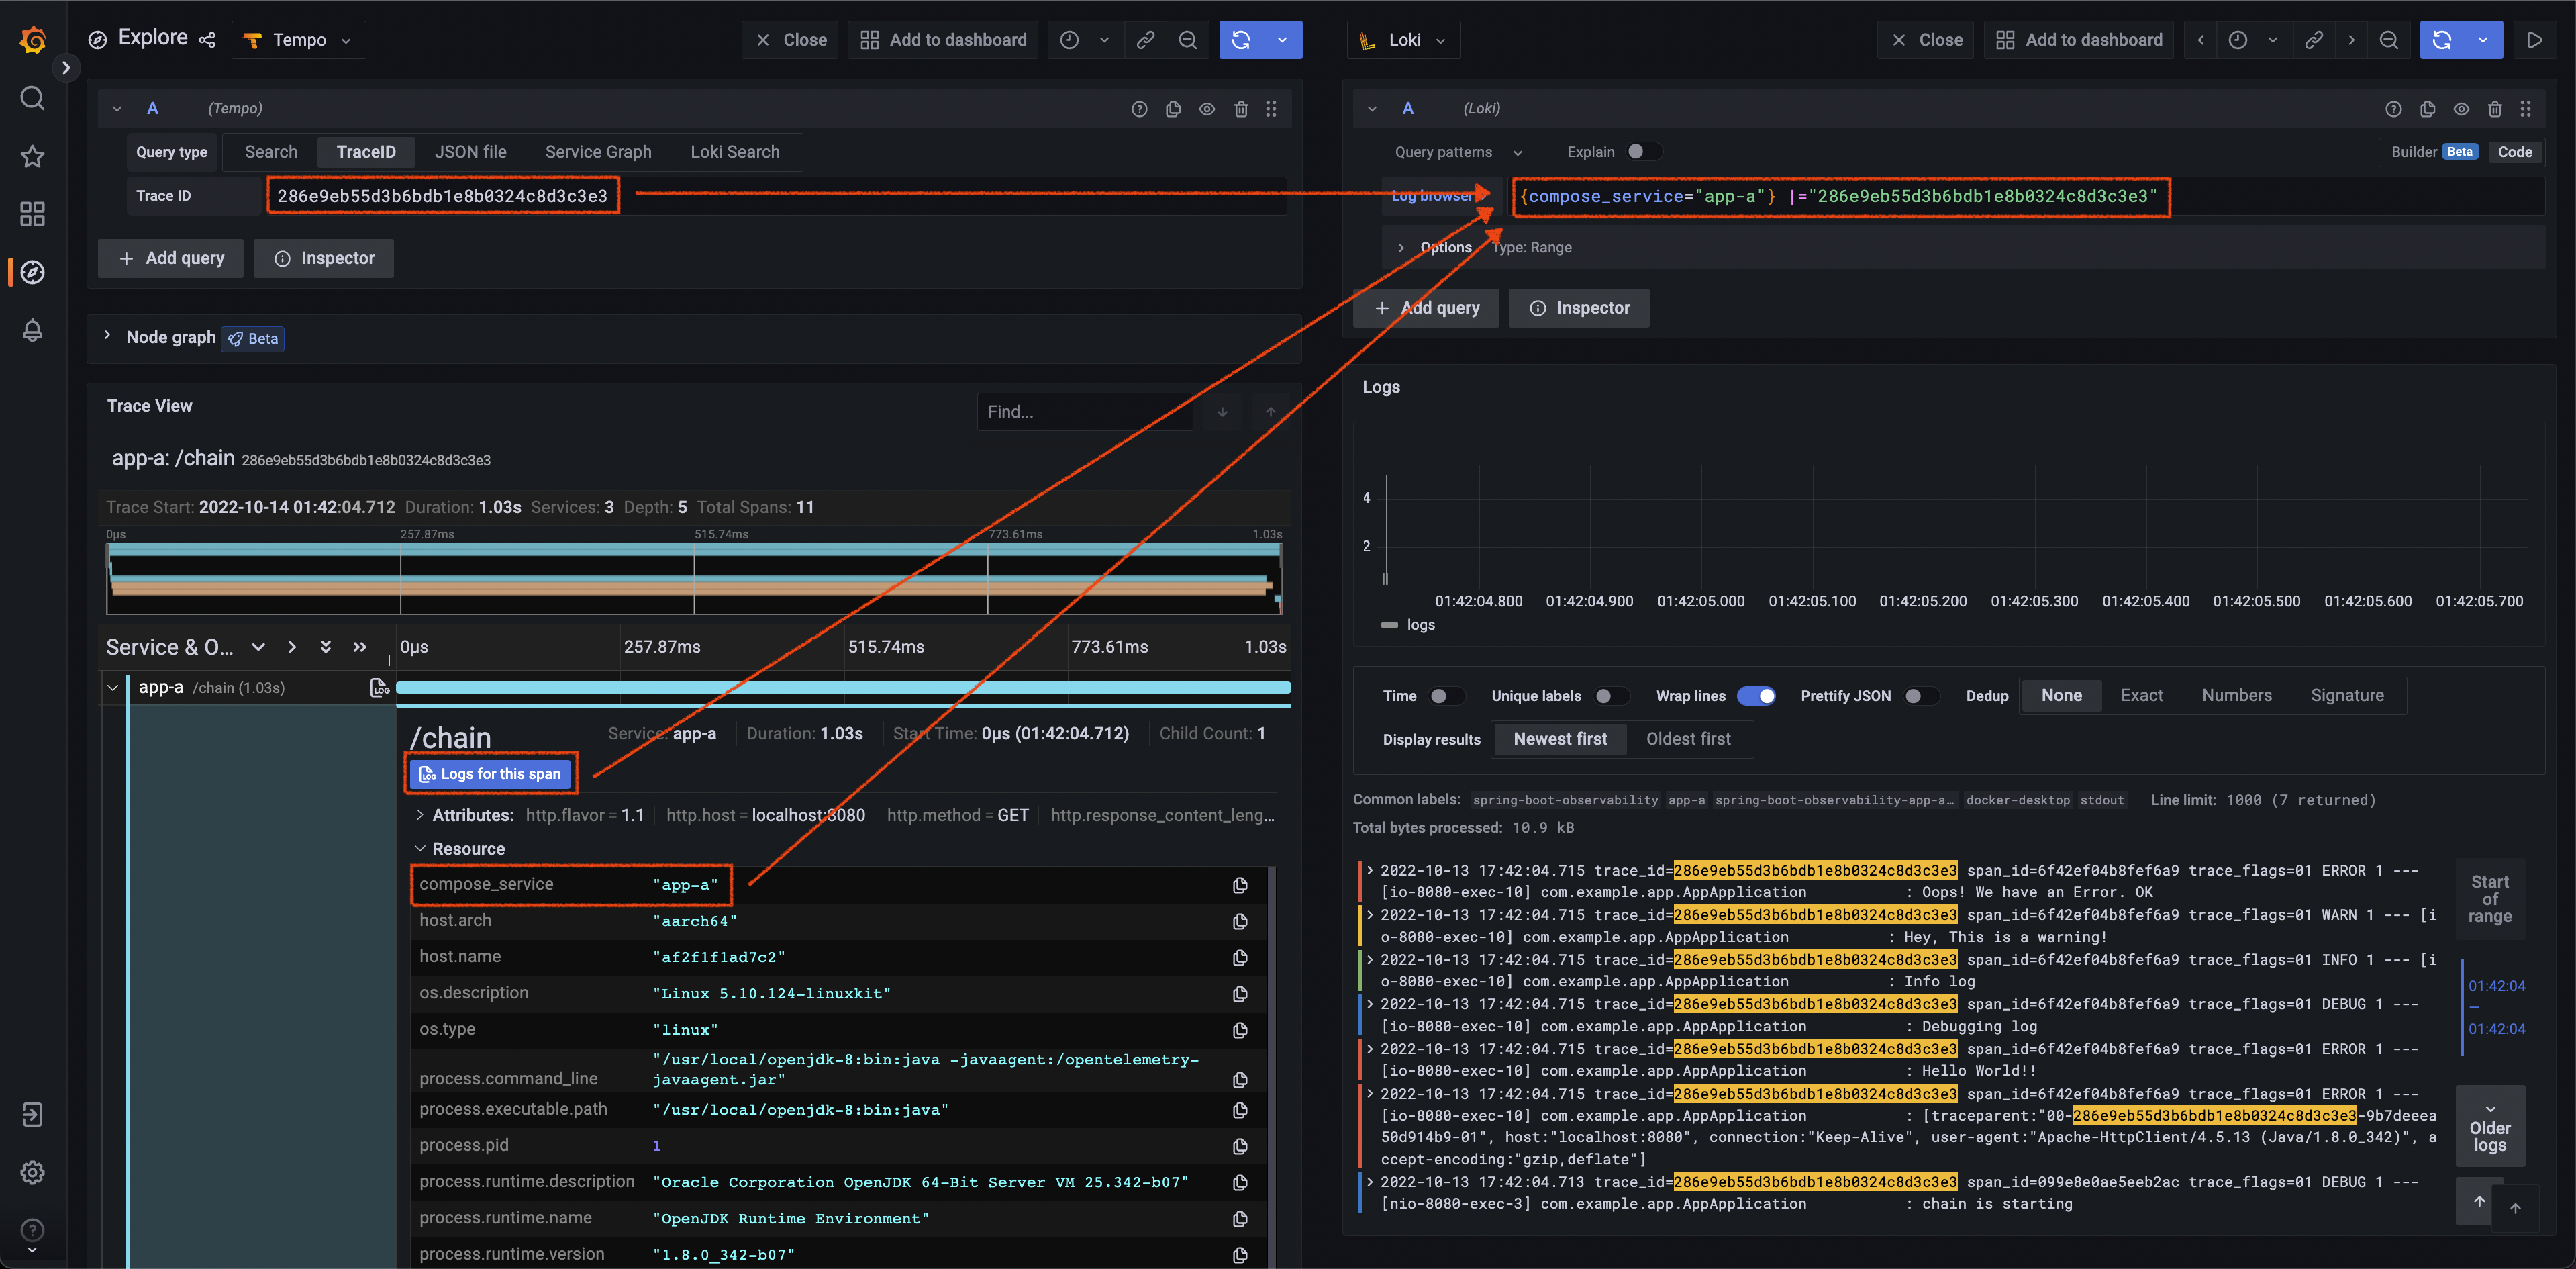 Explore
Tempo
Close
Add to dashboard
A
(Tempo)
Query type
Search
TraceID
JSON file
Service Graph
Loki Search
Trace ID
286e9eb55d3b6bdb1e8b0324c8d3c3e3
+ Add query
Inspector
Node graph
Beta
Trace View
Find...
app-a: /chain 286e9eb55d3b6bdb1e8b0324c8d3c3e3
Trace Start: 2022-10-14 01:42:04.712 Duration: 1.03s Services: 3 Depth: 5 Total Spans: 11
0μs 257.87ms 515.74ms 773.61ms 1.03s
Service & O...
0μs 257.87ms 515.74ms 773.61ms 1.03s
app-a /chain (1.03s)
LOG
/chain
Service: app-a Duration: 1.03s Start Time: 0μs (01:42:04.712) Child Count: 1
LOG Logs for this span
Attributes: http.flavor = 1.1 http.host = localhost:8080 http.method = GET http.response_content_leng...
Resource
compose_service "app-a"
host.arch "aarch64"
host.name "af2f1f1ad7c2"
os.description "Linux 5.10.124-linuxkit"
os.type "linux"
process.command_line "/usr/local/openjdk-8:bin:java -javaagent:/opentelemetry-
javaagent.jar"
process.executable.path "/usr/local/openjdk-8:bin:java"
process.pid 1
process.runtime.description "Oracle Corporation OpenJDK 64-Bit Server VM 25.342-b07"
process.runtime.name "OpenJDK Runtime Environment"
process.runtime.version "1.8.0_342-b07"
Loki
Close
Add to dashboard
A
(Loki)
Query patterns
Explain
Builder
Beta
Code
Log browser
{compose_service="app-a"} |="286e9eb55d3b6bdb1e8b0324c8d3c3e3"
Options Type: Range
+ Add query
Inspector
Logs
4
2
01:42:04.800 01:42:04.900 01:42:05.000 01:42:05.100 01:42:05.200 01:42:05.300 01:42:05.400 01:42:05.500 01:42:05.600 01:42:05.700
logs
Time Unique labels Wrap lines Prettify JSON Dedup None Exact Numbers Signature
Display results Newest first Oldest first
Common labels: spring-boot-observability app-a spring-boot-observability-app-a… docker-desktop stdout Line limit: 1000 (7 returned)
Total bytes processed: 10.9 kB
2022-10-13 17:42:04.715 trace_id=286e9eb55d3b6bdb1e8b0324c8d3c3e3 span_id=6f42ef04b8fef6a9 trace_flags=01 ERROR 1 ---
[io-8080-exec-10] com.example.app.AppApplication : Oops! We have an Error. OK
2022-10-13 17:42:04.715 trace_id=286e9eb55d3b6bdb1e8b0324c8d3c3e3 span_id=6f42ef04b8fef6a9 trace_flags=01 WARN 1 --- [i
o-8080-exec-10] com.example.app.AppApplication : Hey, This is a warning!
2022-10-13 17:42:04.715 trace_id=286e9eb55d3b6bdb1e8b0324c8d3c3e3 span_id=6f42ef04b8fef6a9 trace_flags=01 INFO 1 --- [i
o-8080-exec-10] com.example.app.AppApplication : Info log
2022-10-13 17:42:04.715 trace_id=286e9eb55d3b6bdb1e8b0324c8d3c3e3 span_id=6f42ef04b8fef6a9 trace_flags=01 DEBUG 1 ---
[io-8080-exec-10] com.example.app.AppApplication : Debugging log
2022-10-13 17:42:04.715 trace_id=286e9eb55d3b6bdb1e8b0324c8d3c3e3 span_id=6f42ef04b8fef6a9 trace_flags=01 ERROR 1 ---
[io-8080-exec-10] com.example.app.AppApplication : Hello World!!
2022-10-13 17:42:04.715 trace_id=286e9eb55d3b6bdb1e8b0324c8d3c3e3 span_id=6f42ef04b8fef6a9 trace_flags=01 ERROR 1 ---
[io-8080-exec-10] com.example.app.AppApplication : [traceparent:"00-286e9eb55d3b6bdb1e8b0324c8d3c3e3-9b7deeea
50d914b9-01", host:"localhost:8080", connection:"Keep-Alive", user-agent:"Apache-HttpClient/4.5.13 (Java/1.8.0_342)", a
ccept-encoding:"gzip,deflate"]
2022-10-13 17:42:04.713 trace_id=286e9eb55d3b6bdb1e8b0324c8d3c3e3 span_id=099e8e0ae5eeb2ac trace_flags=01 DEBUG 1 ---
[nio-8080-exec-3] com.example.app.AppApplication : chain is starting
Start
of
range
01:42:04
—
01:42:04
Older
logs